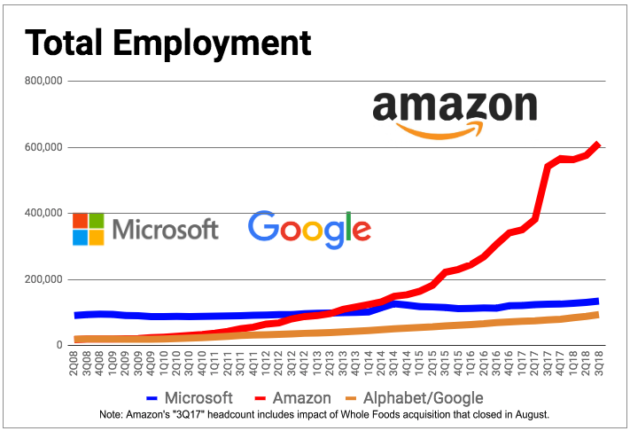 Total Employment
800,000
amazon
600,000
400,000
Microsoft
Google
200,000
0
2Q08 3Q08 4Q08 1Q09 2Q09 3Q09 4Q09 1Q10 2Q10 3Q10 4Q10 1Q11 2Q11 3Q11 4Q11 1Q12 2Q12 3Q12 4Q12 1Q13 2Q13 3Q13 4Q13 1Q14 2Q14 3Q14 4Q14 1Q15 2Q15 3Q15 4Q15 1Q16 2Q16 3Q16 4Q16 1Q17 2Q17 3Q17 4Q17 1Q18 2Q18 3Q18
Microsoft Amazon Alphabet/Google
Note: Amazon's "3Q17" headcount includes impact of Whole Foods acquisition that closed in August.